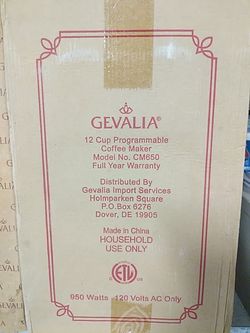 GEVALIA®
12 Cup Programmable
Coffee Maker
Model No. CM650
Full Year Warranty
Distributed By
Gevalia Import Services
Holmparken Square
P.O.Box 6276
Dover, DE 19905
Made in China
HOUSEHOLD
USE ONLY
ETL
950 Watts - 120 Volts AC Only